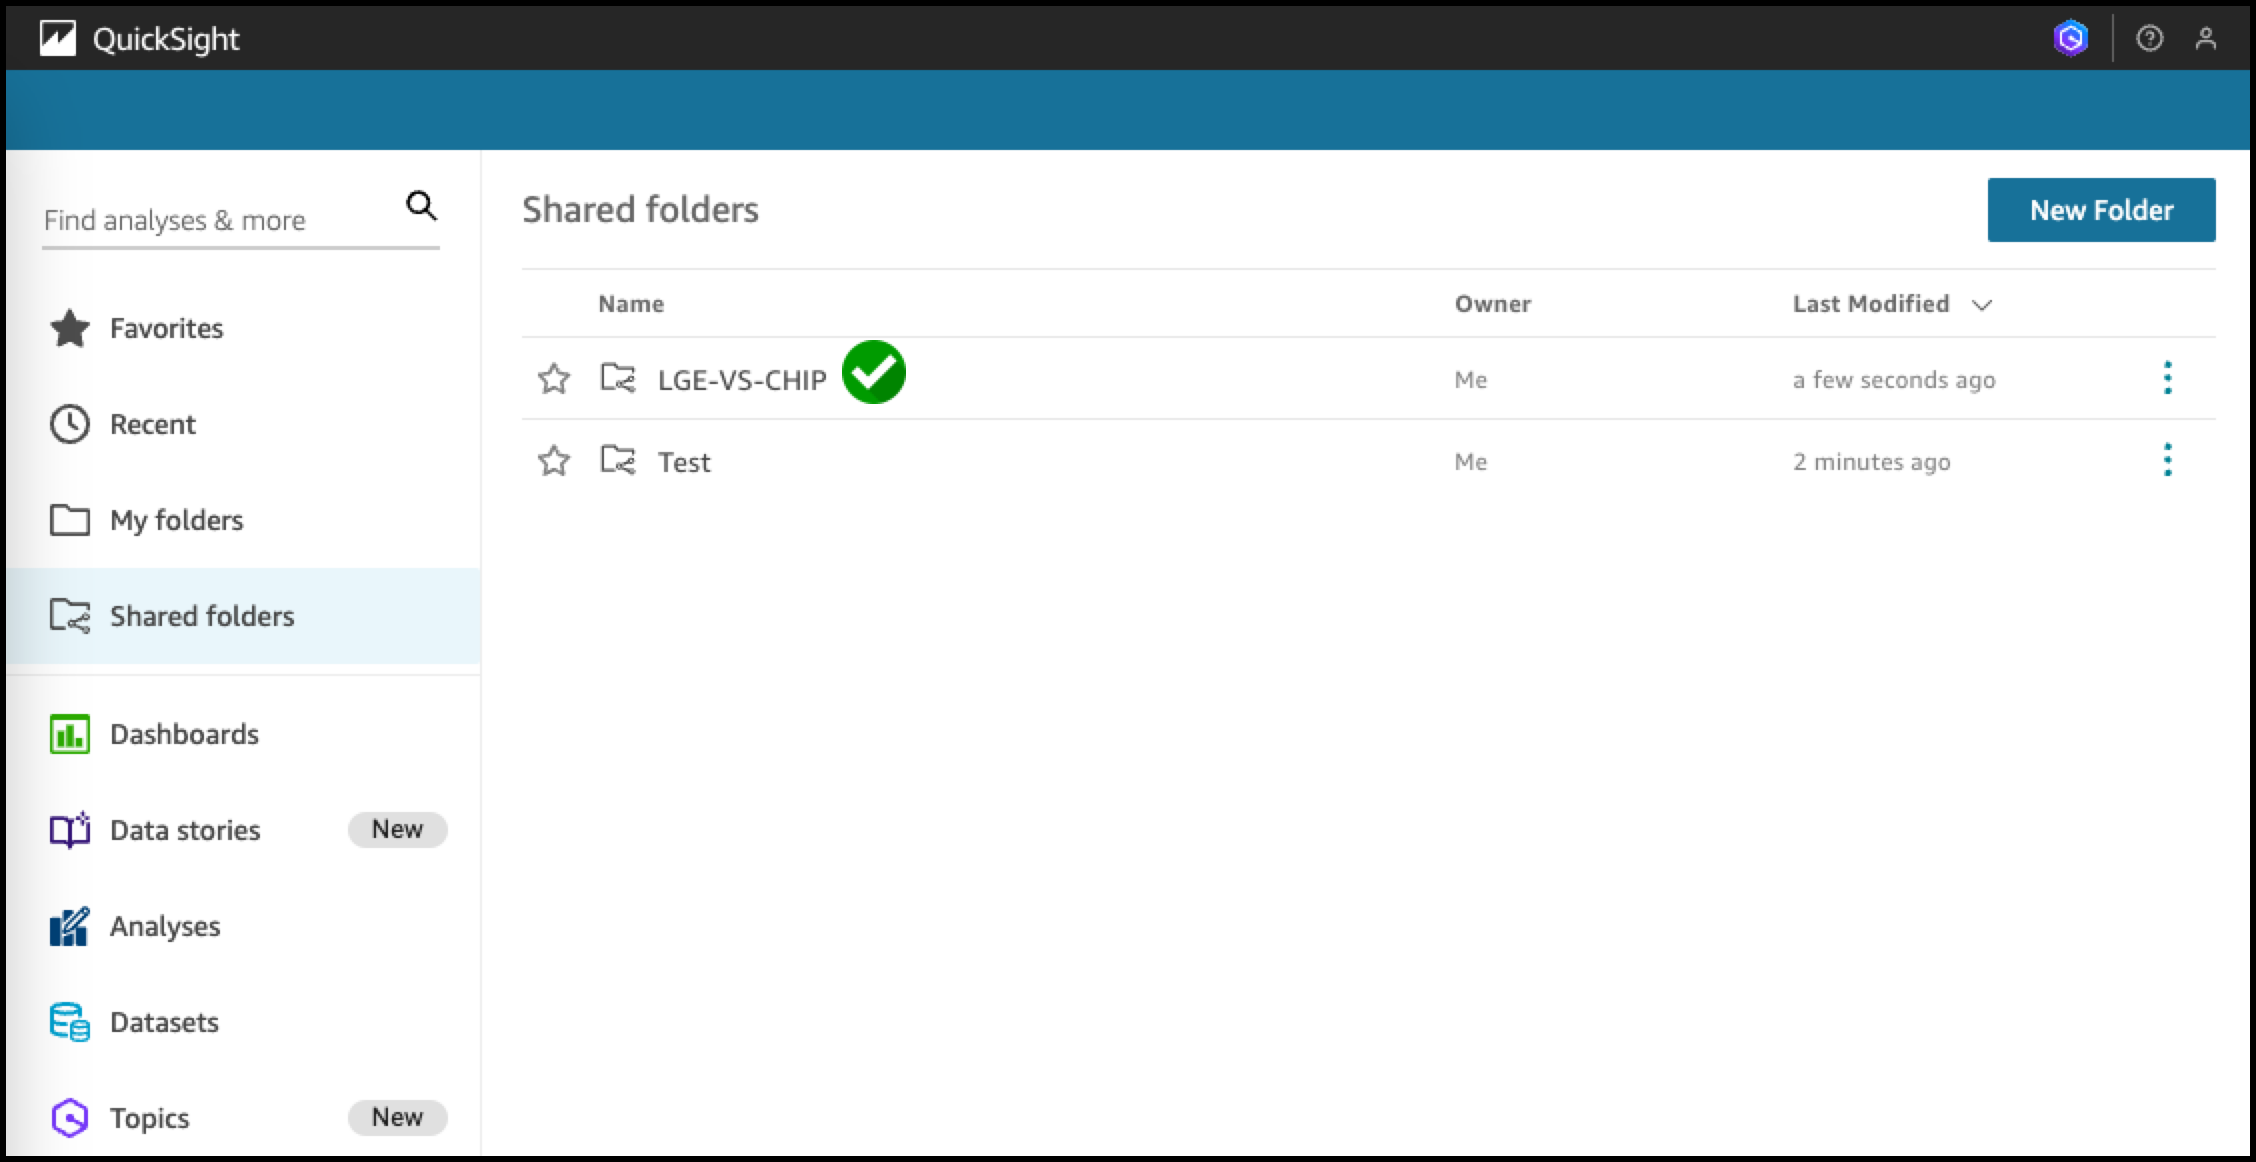 QuickSight
Find analyses & more
Favorites
Recent
My folders
Shared folders
Dashboards
Data stories New
Analyses
Datasets
Topics New
Shared folders
New Folder
Name Owner Last Modified
LGE-VS-CHIP Me a few seconds ago
Test Me 2 minutes ago